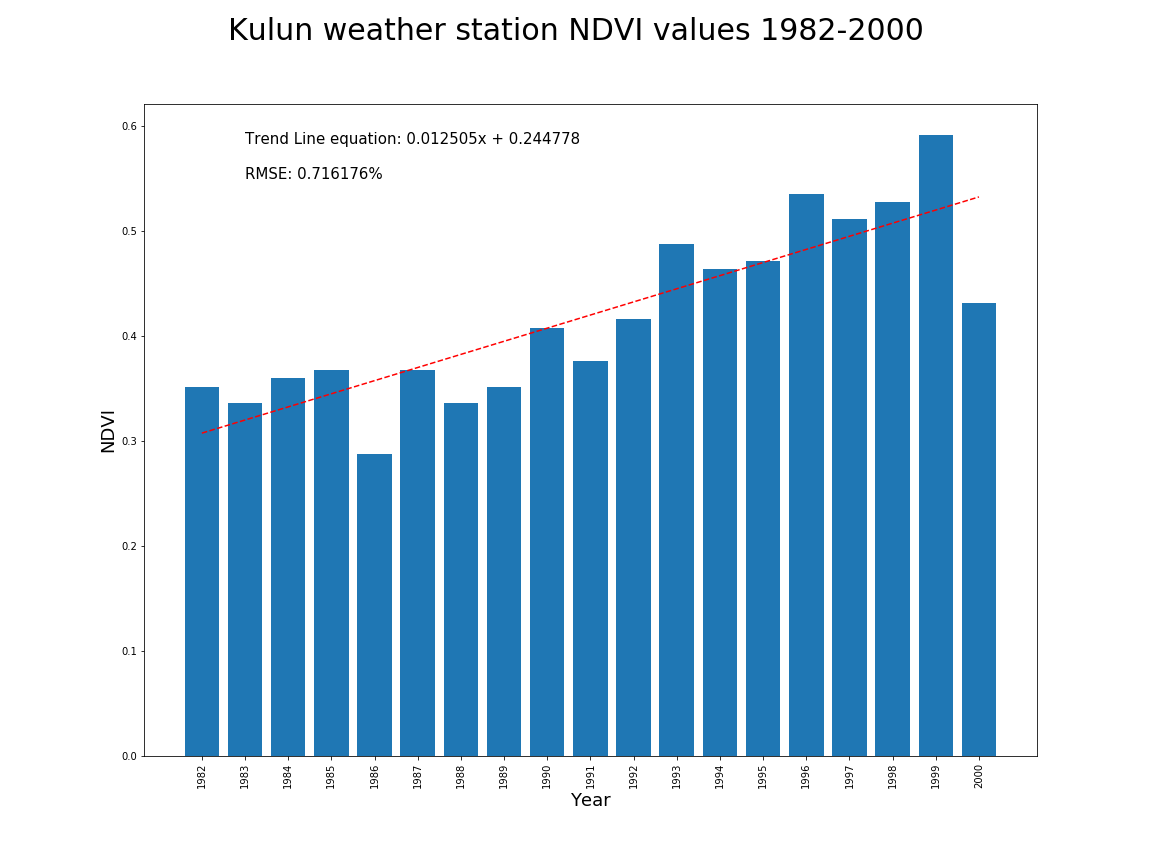 Kulun weather station NDVI values 1982-2000
Trend Line equation: 0.012505x + 0.244778
RMSE: 0.716176%
0.6
0.5
0.4
0.3
0.2
0.1
0.0
NDVI
1982 1983 1984 1985 1986 1987 1988 1989 1990 1991 1992 1993 1994 1995 1996 1997 1998 1999 2000
Year